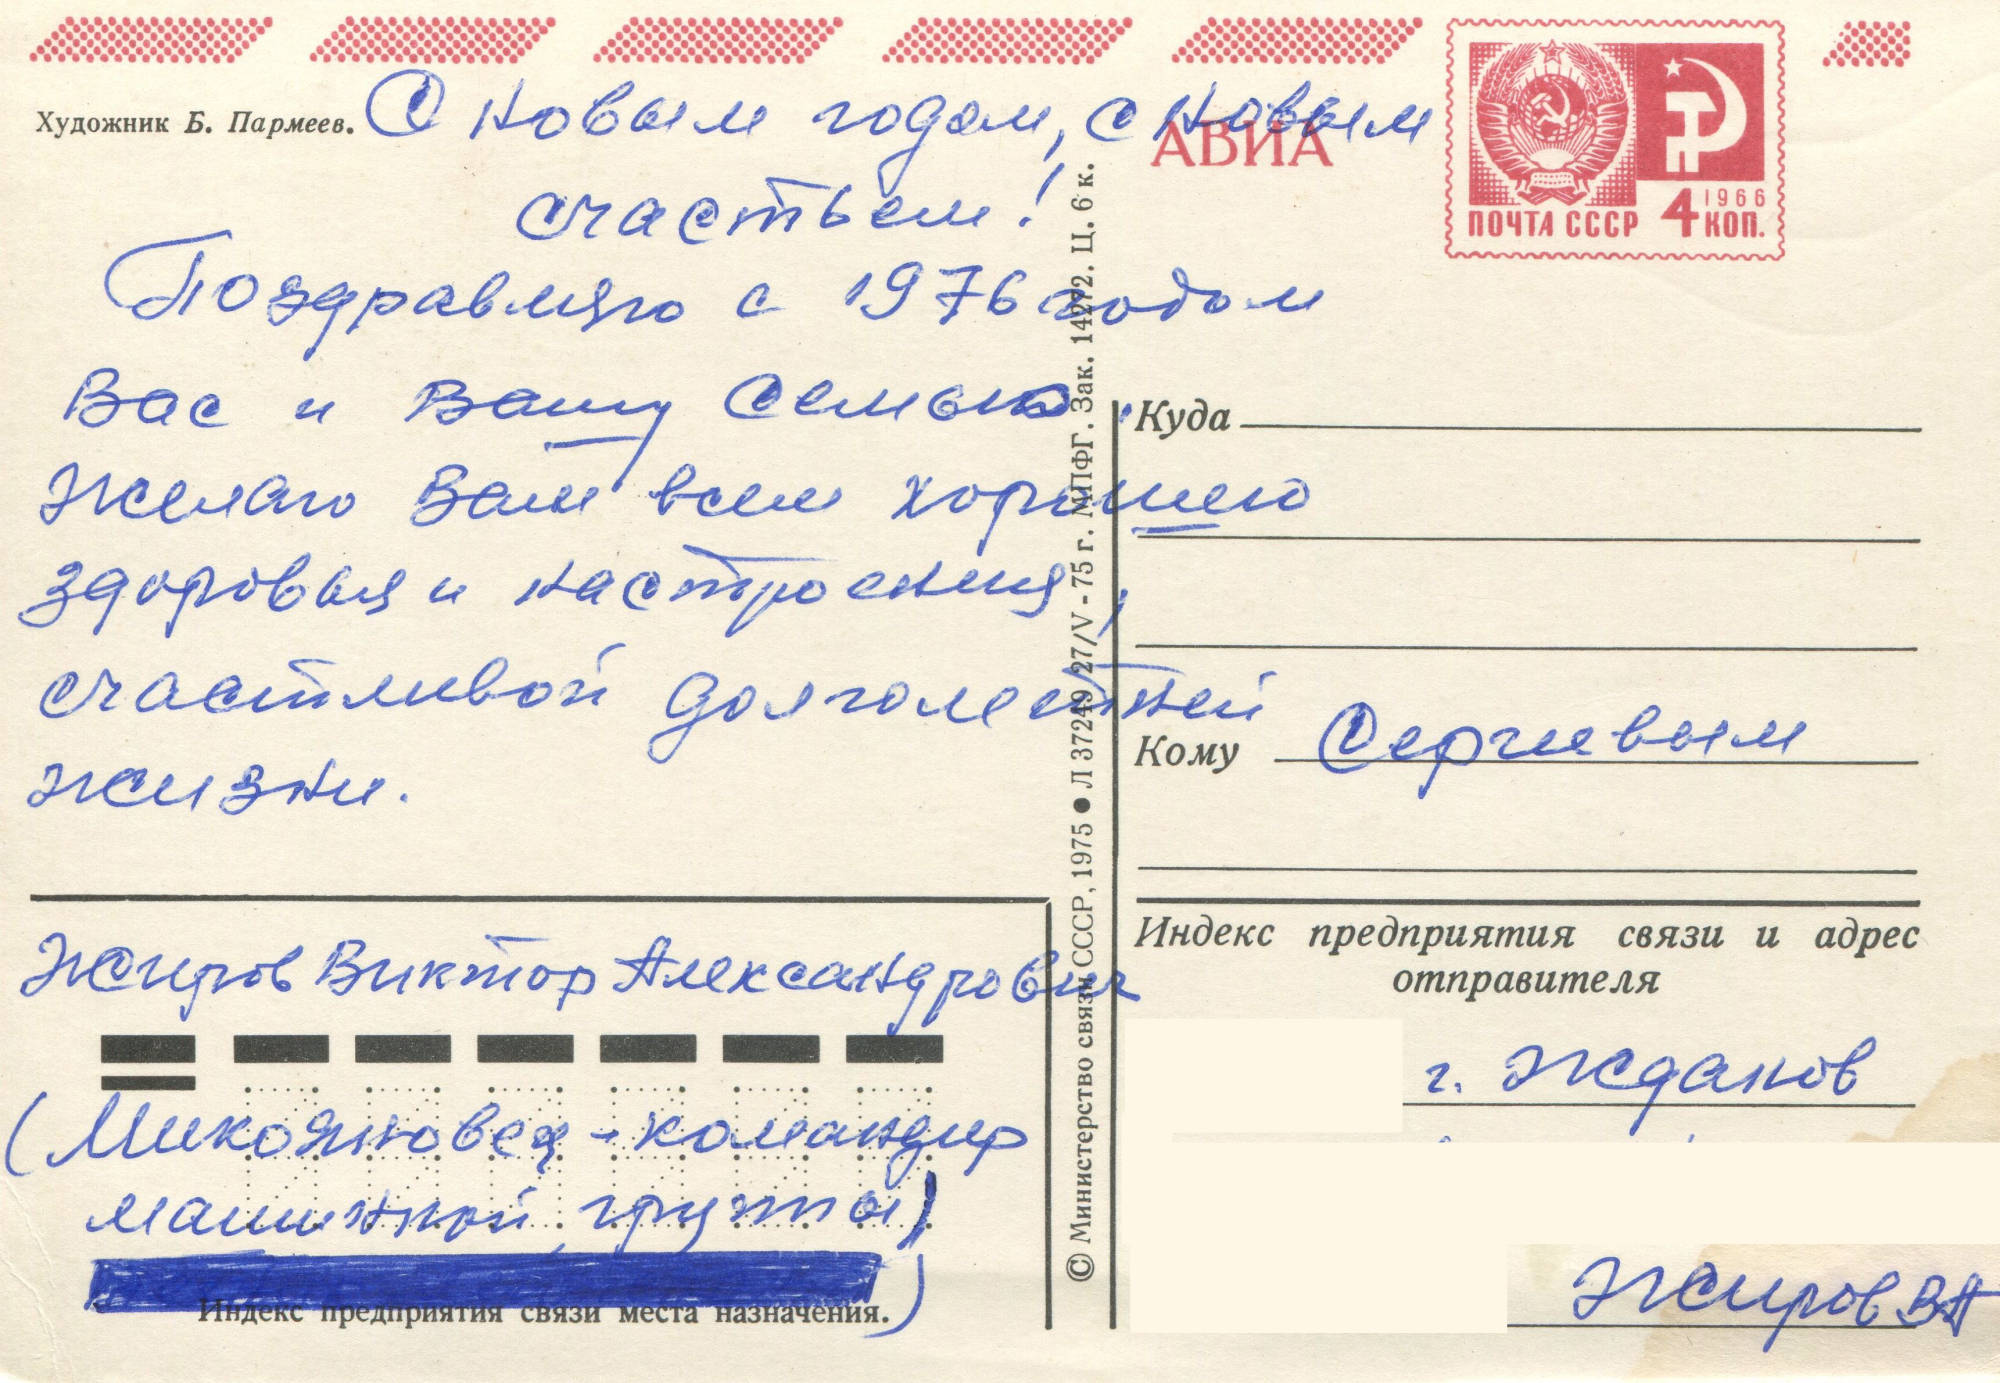 Художник Б. Пармеев.
С новым годом, с новым
счастьем!
Поздравляю с 1976 годом
Вас и Вашу семью
Желаю Вам всем хорошего
здоровья и настроения,
счастливой долголетней
жизни.
Жиров Виктор Александрович
(Микояновец - командир
машинной группы)
Индекс предприятия связи места назначения.
© Министерство связи СССР, 1975 ● Л 37249 27/V - 75 г. МПФГ. Зак. 14272. Ц. 6 к.
АВИА
ПОЧТА СССР 4 КОП.
1966
Куда
Кому Сергиевым
Индекс предприятия связи и адрес
отправителя
г. Жданов
Жиров ВА